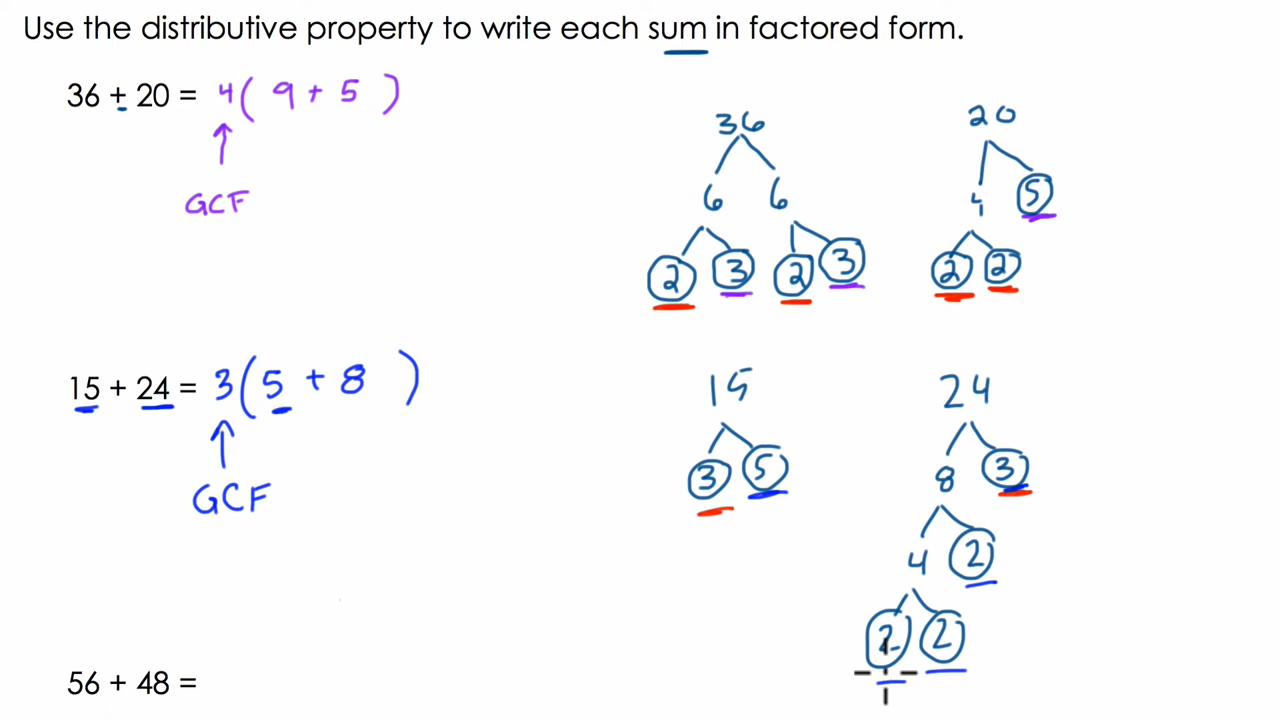 Use the distributive property to write each sum in factored form.
36 + 20 = 4( 9 + 5 )
GCF
36
6 6
2 3 2 3
20
4 5
2 2
15 + 24 = 3( 5 + 8 )
GCF
15
3 5
24
8 3
4 2
2 2
56 + 48 =